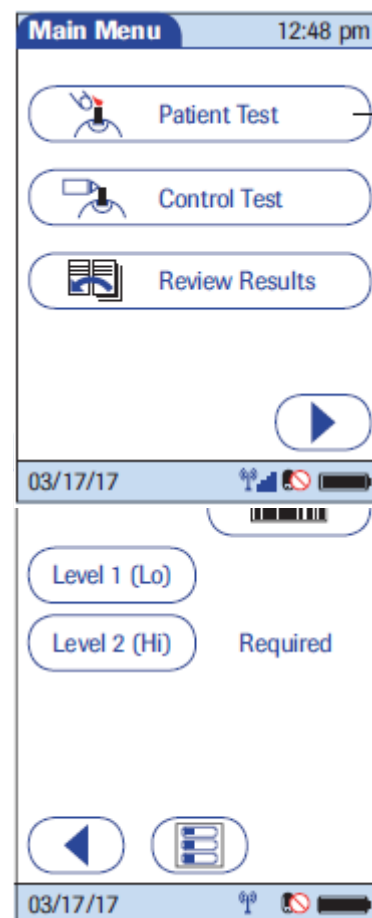 Main Menu 12:48 pm
Patient Test
Control Test
Review Results
03/17/17
Level 1 (Lo)
Level 2 (Hi) Required
03/17/17